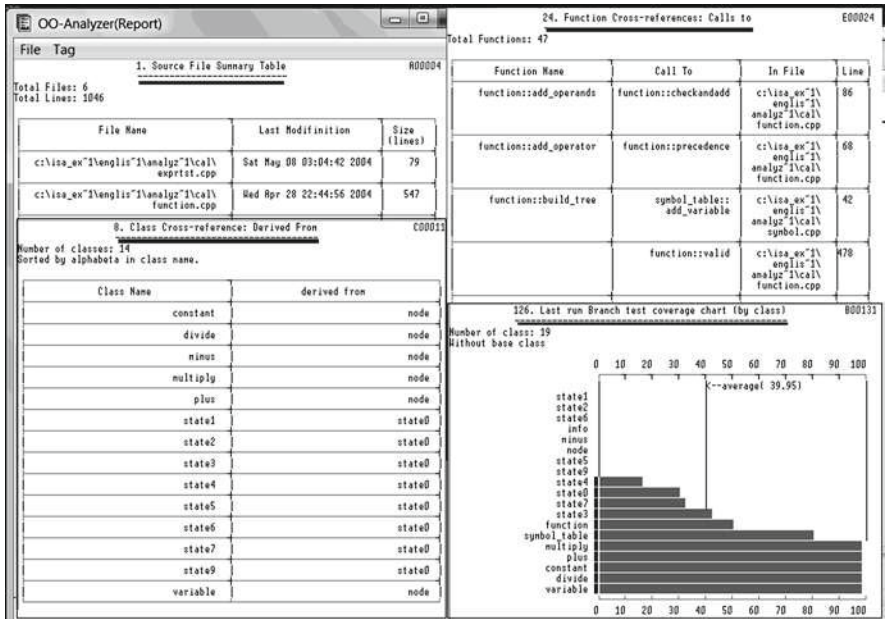 OO-Analyzer(Report)
File Tag
1. Source File Summary Table A00004
Total Files: 6
Total Lines: 1046
File Name Last Modifinition Size
(lines)
c:\isa_ex~1\englis~1\analyz~1\cal\
exprtst.cpp
Sat May 08 03:04:42 2004 79
c:\isa_ex~1\englis~1\analyz~1\cal\
function.cpp
Wed Apr 28 22:44:56 2004 547
8. Class Cross-reference: Derived From C00011
Number of classes: 14
Sorted by alphabeta in class name.
Class Name derived from
constant node
divide node
minus node
multiply node
plus node
state1 state0
state2 state0
state3 state0
state4 state0
state5 state0
state6 state0
state7 state0
state9 state0
variable node
24. Function Cross-references: Calls to E00024
Total Functions: 47
Function Name Call To In File Line
function::add_operands function::checkandadd c:\isa_ex~1\ 86
englis~1\
analyz~1\cal\
function.cpp
function::add_operator function::precedence c:\isa_ex~1\ 68
englis~1\
analyz~1\cal\
function.cpp
function::build_tree symbol_table:: c:\isa_ex~1\ 42
add_variable englis~1\
analyz~1\cal\
symbol.cpp
function::valid c:\isa_ex~1\ 478
englis~1\
analyz~1\cal\
function.cpp
126. Last run Branch test coverage chart (by class) B00131
Number of class: 19
Without base class
0 10 20 30 40 50 60 70 80 90 100
<--average( 39.95)
state1
state2
state6
info
minus
node
state5
state9
state4
state0
state7
state3
function
symbol_table
multiply
plus
constant
divide
variable
0 10 20 30 40 50 60 70 80 90 100